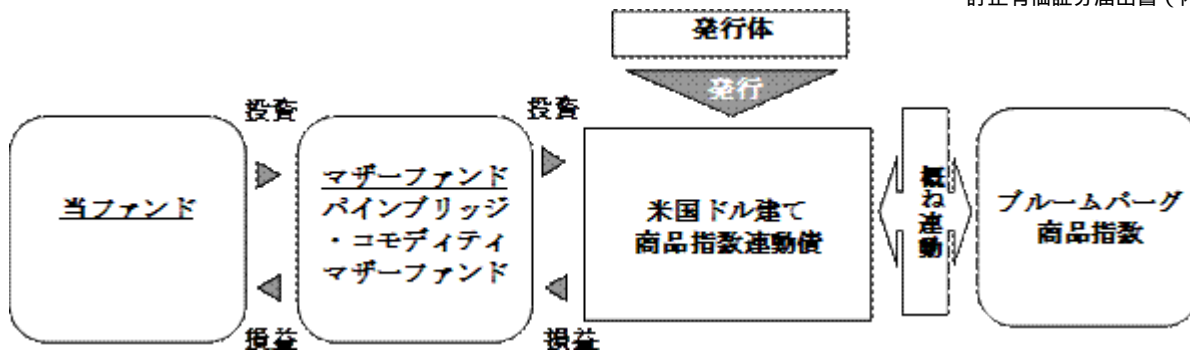 発行体
発行
投資
投資
当ファンド
マザーファンド
パインブリッジ
・コモディティ
マザーファンド
米国ドル建て
商品指数連動債
概ね連動
ブルームバーグ
商品指数
損益
損益